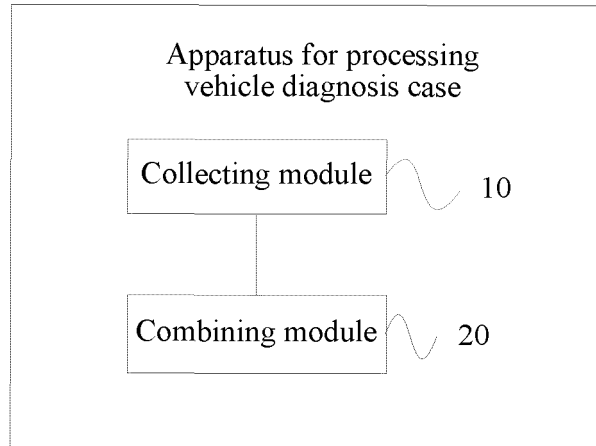 Apparatus for processing
vehicle diagnosis case
Collecting module
10
Combining module
20